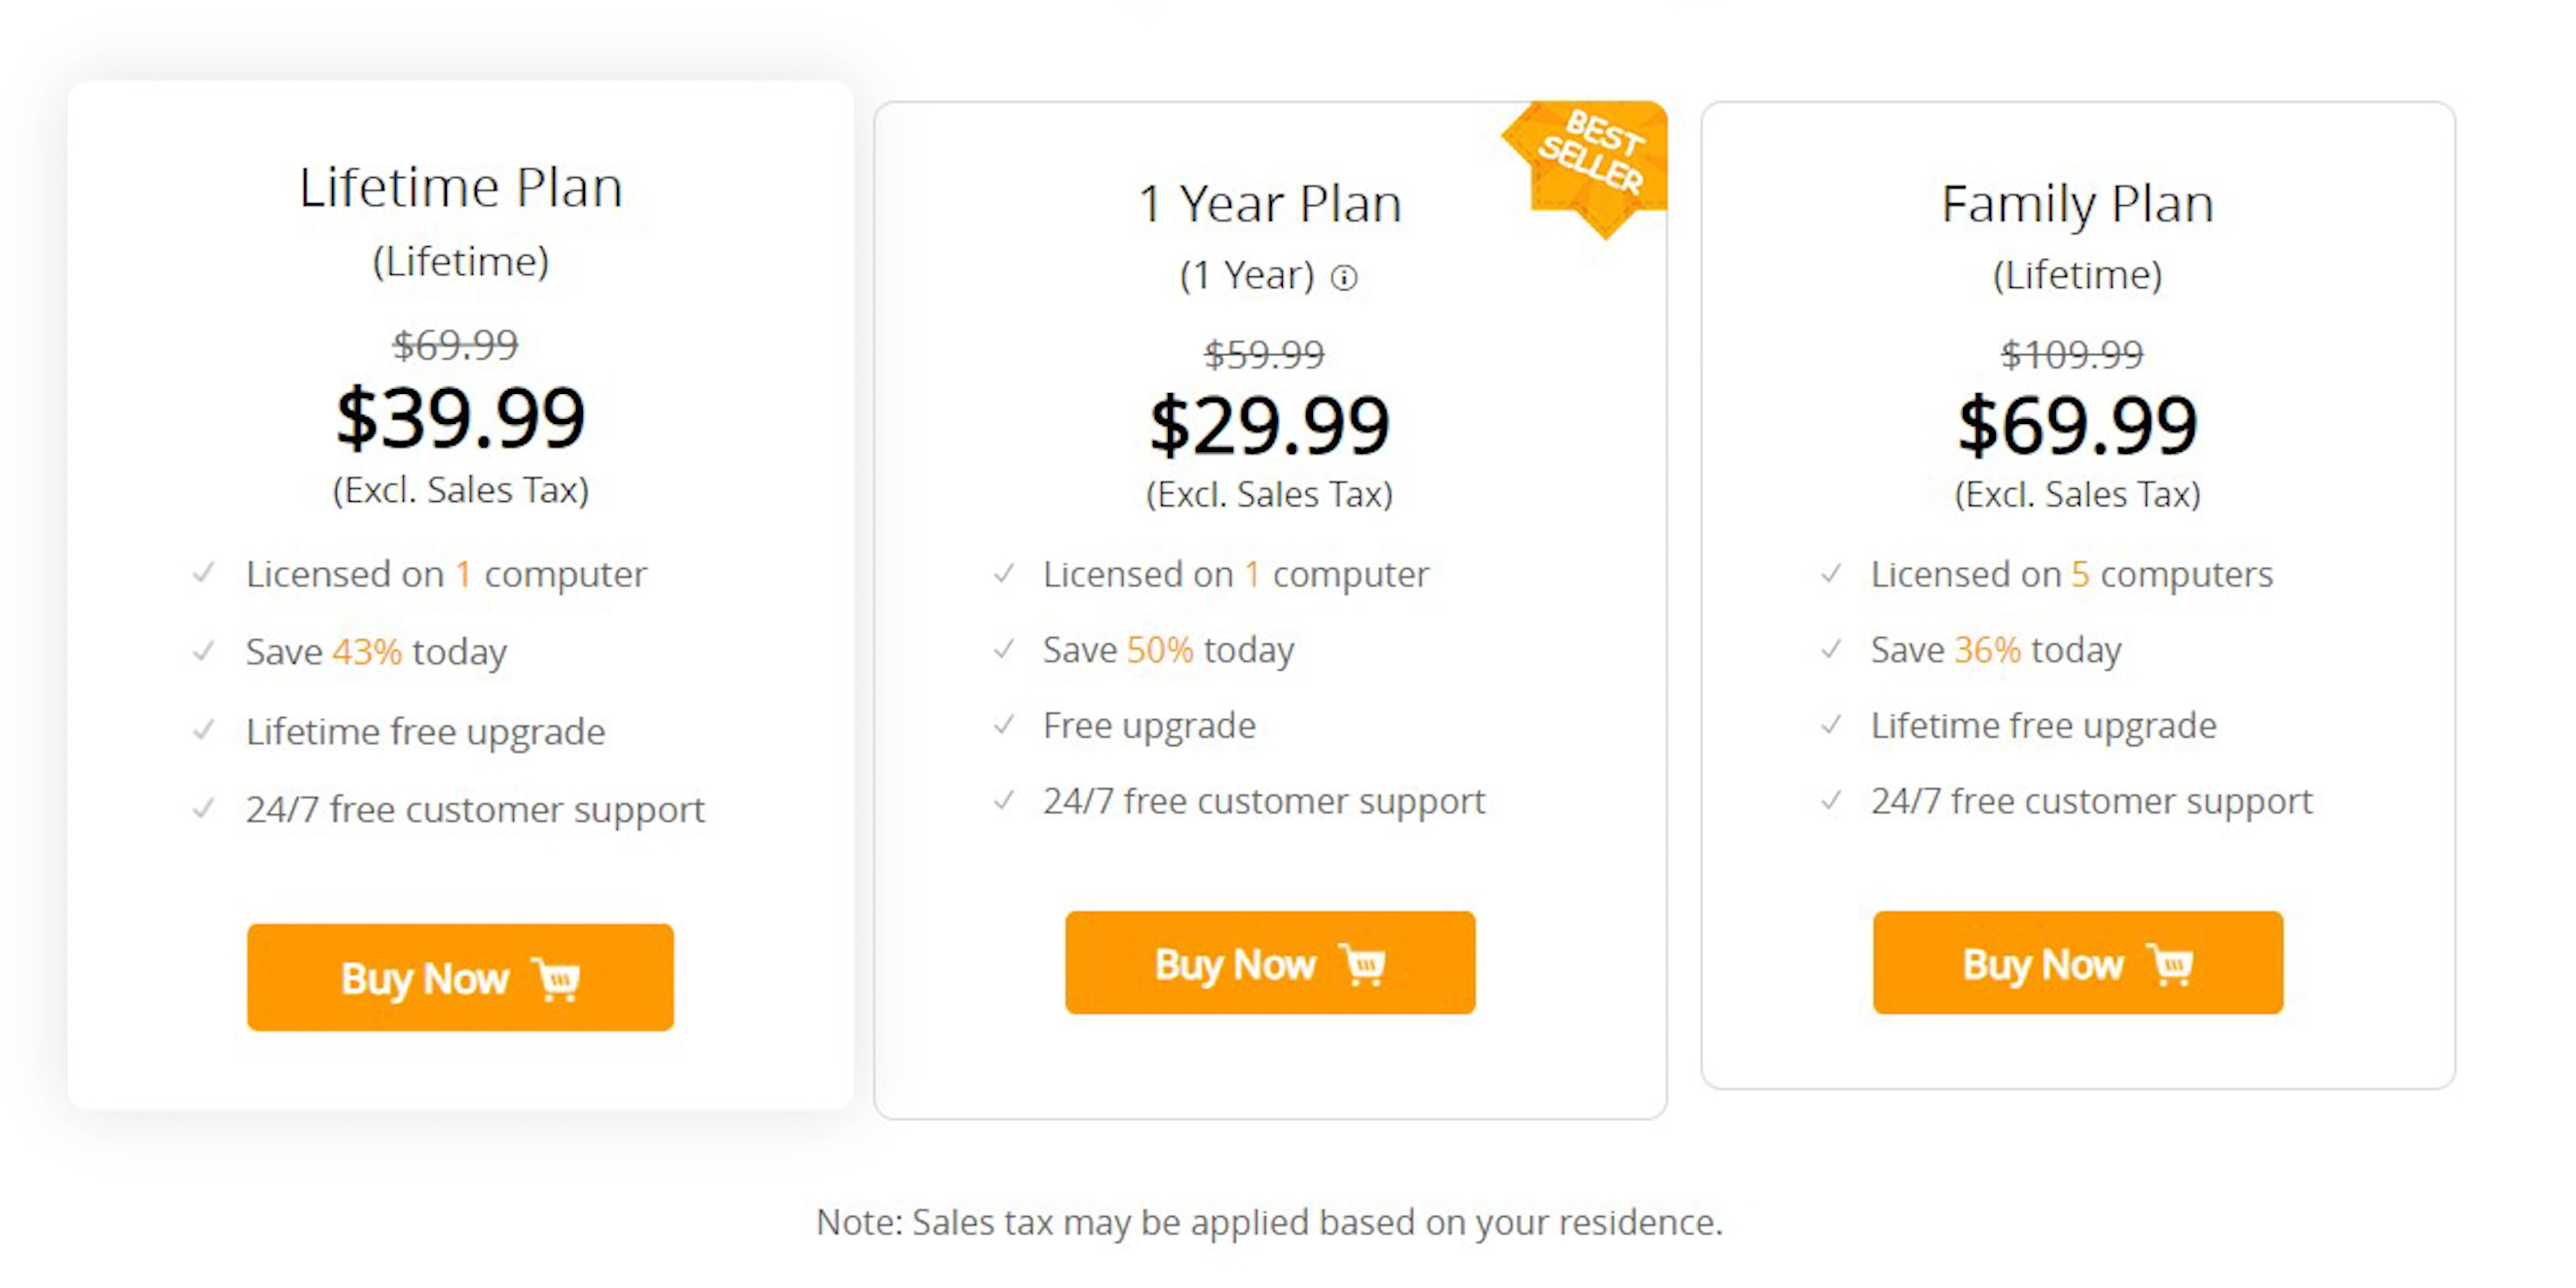 Lifetime Plan
(Lifetime)
$69.99
$39.99
(Excl. Sales Tax)
Licensed on 1 computer
Save 43% today
Lifetime free upgrade
24/7 free customer support
Buy Now
BEST
SELLER
1 Year Plan
(1 Year)
$59.99
$29.99
(Excl. Sales Tax)
Licensed on 1 computer
Save 50% today
Free upgrade
24/7 free customer support
Buy Now
Family Plan
(Lifetime)
$109.99
$69.99
(Excl. Sales Tax)
Licensed on 5 computers
Save 36% today
Lifetime free upgrade
24/7 free customer support
Buy Now
Note: Sales tax may be applied based on your residence.